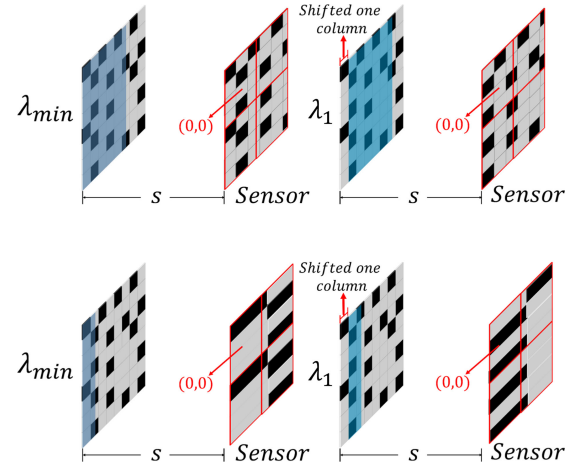 Shifted one
column
λmin
(0,0)
λ1
(0,0)
s
Sensor
s
Sensor
Shifted one
column
λmin
(0,0)
λ1
(0,0)
s
Sensor
s
Sensor